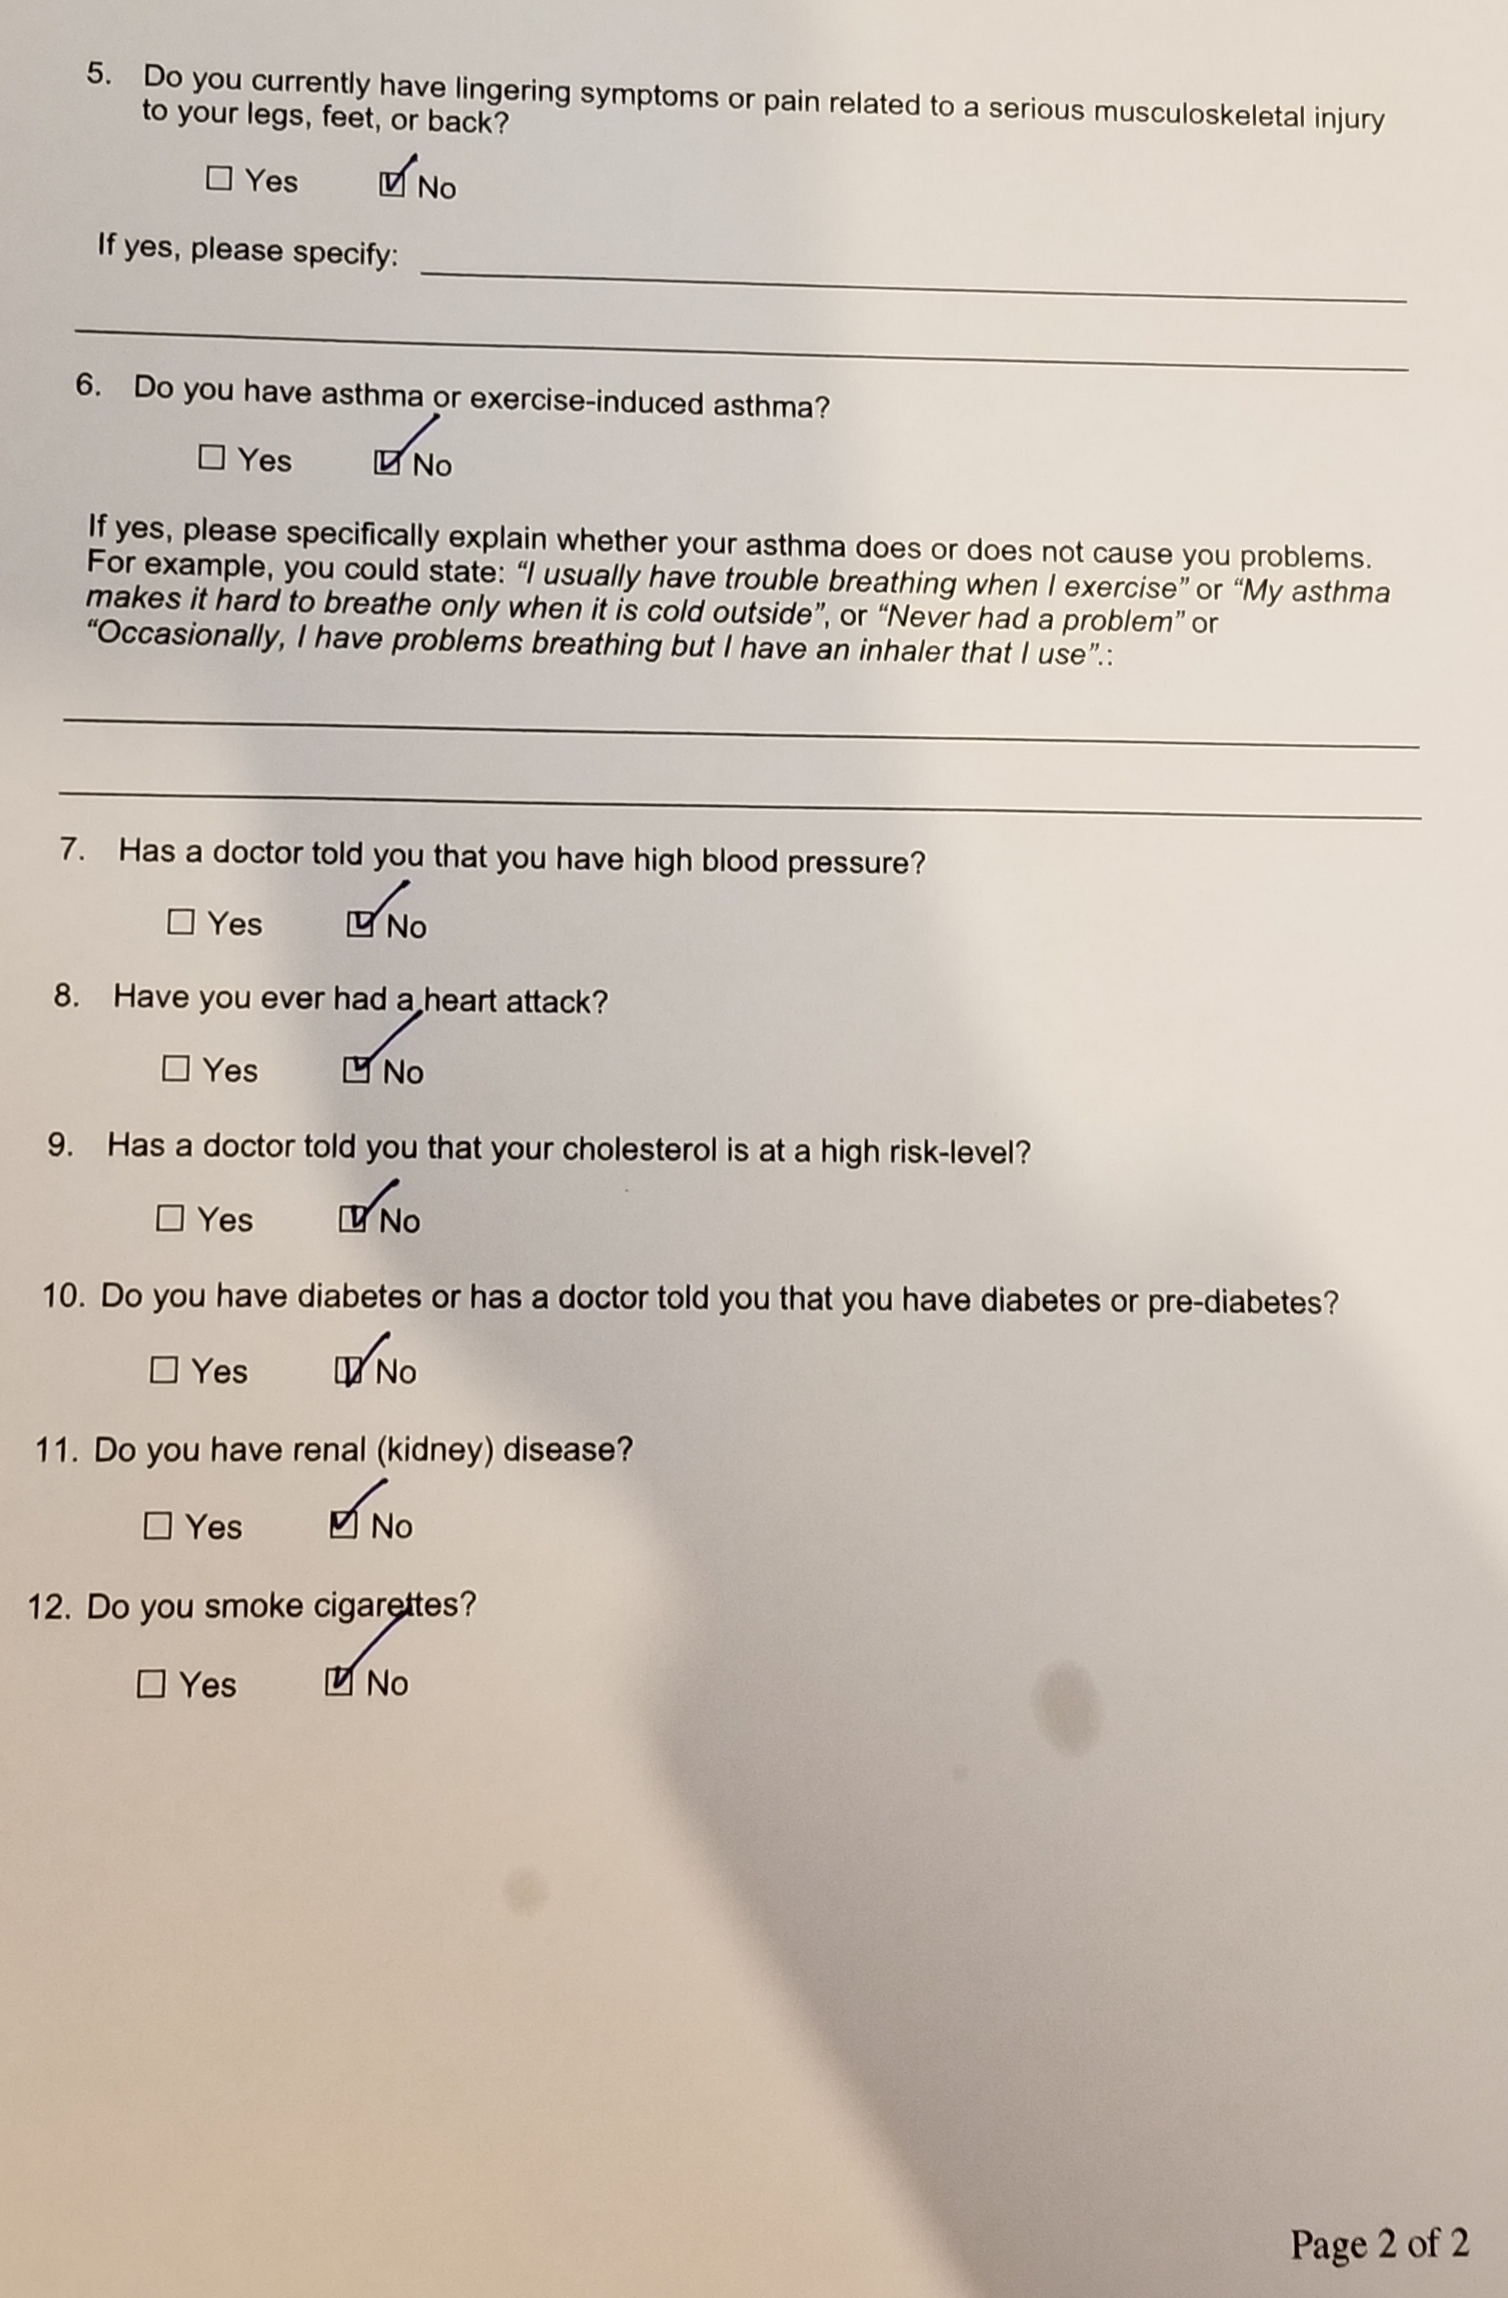 5. Do you currently have lingering symptoms or pain related to a serious musculoskeletal injury
to your legs, feet, or back?
☐ Yes ☑ No
If yes, please specify:
6. Do you have asthma or exercise-induced asthma?
☐ Yes ☑ No
If yes, please specifically explain whether your asthma does or does not cause you problems.
For example, you could state: “I usually have trouble breathing when I exercise” or “My asthma
makes it hard to breathe only when it is cold outside”, or “Never had a problem” or
“Occasionally, I have problems breathing but I have an inhaler that I use”.:
7. Has a doctor told you that you have high blood pressure?
☐ Yes ☑ No
8. Have you ever had a heart attack?
☐ Yes ☑ No
9. Has a doctor told you that your cholesterol is at a high risk-level?
☐ Yes ☑ No
10. Do you have diabetes or has a doctor told you that you have diabetes or pre-diabetes?
☐ Yes ☑ No
11. Do you have renal (kidney) disease?
☐ Yes ☑ No
12. Do you smoke cigarettes?
☐ Yes ☑ No
Page 2 of 2